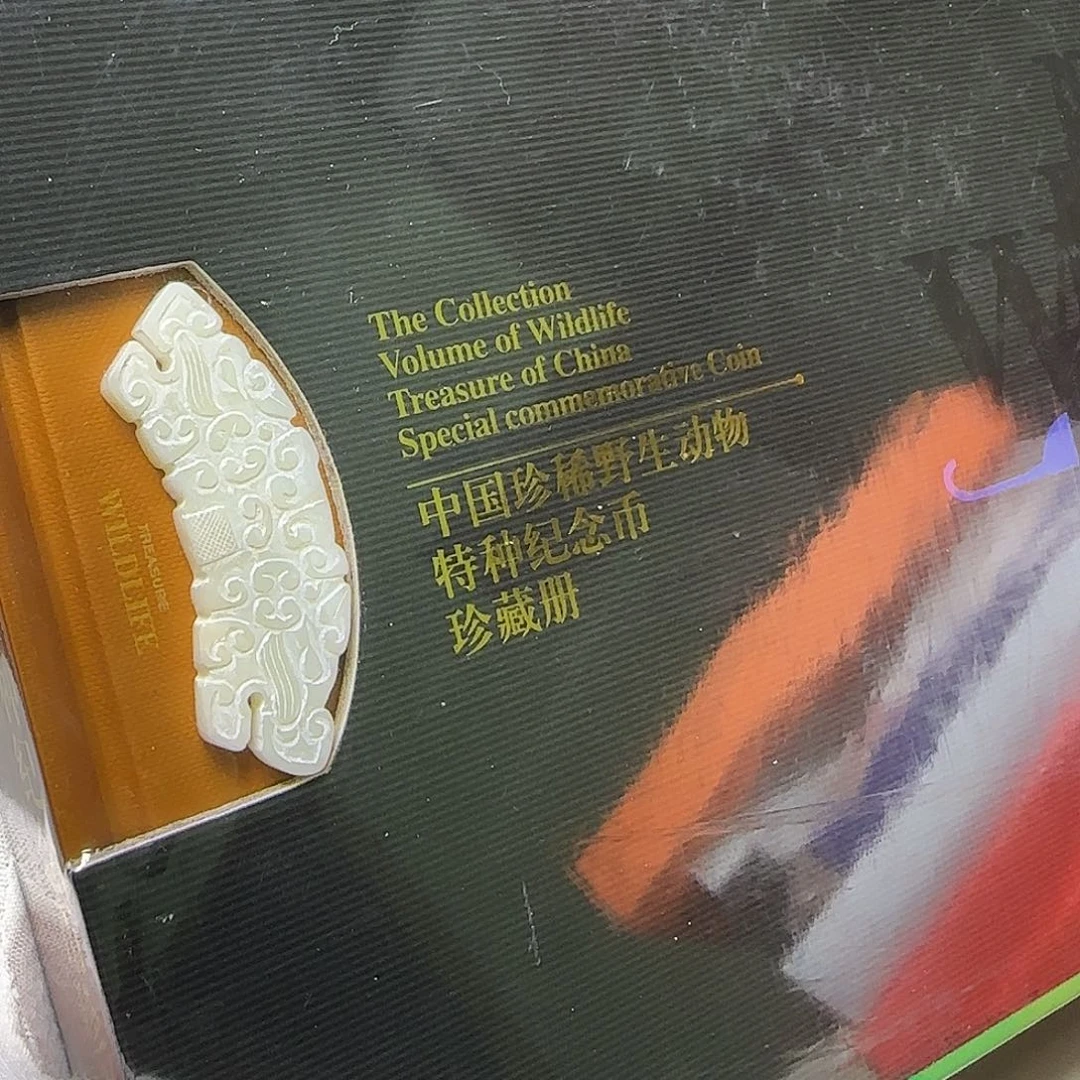 The Collection
Volume of Wildlife
Treasure of China
Special commemorative Coin
中国珍稀野生动物
特种纪念币
珍藏册
TREASURE
WILDLIFE